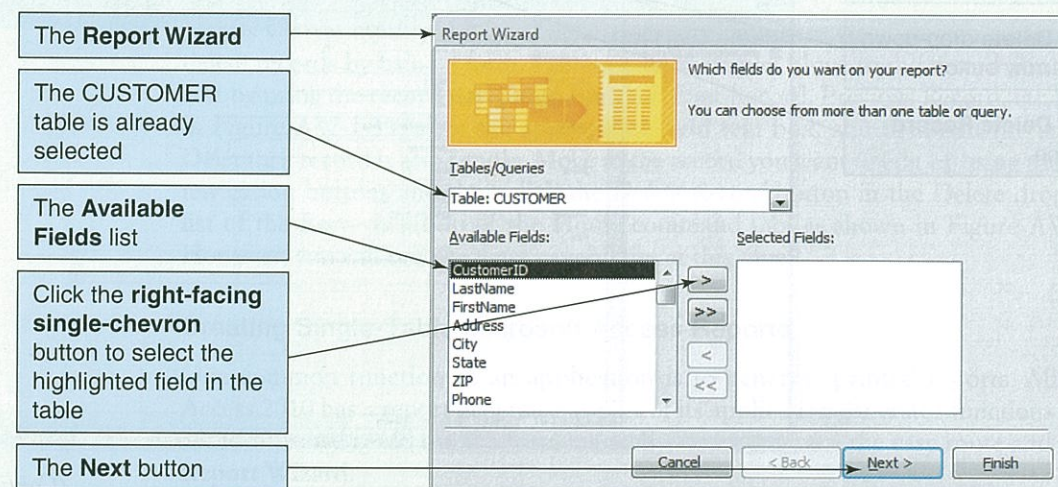 The Report Wizard
The CUSTOMER
table is already
selected
The Available
Fields list
Click the right-facing
single-chevron
button to select the
highlighted field in the
table
The Next button
Report Wizard
Which fields do you want on your report?
You can choose from more than one table or query.
Tables/Queries
Table: CUSTOMER
Available Fields:
Selected Fields:
CustomerID
LastName
FirstName
Address
City
State
ZIP
Phone
>
>>
<
<<
Cancel
< Back
Next >
Finish